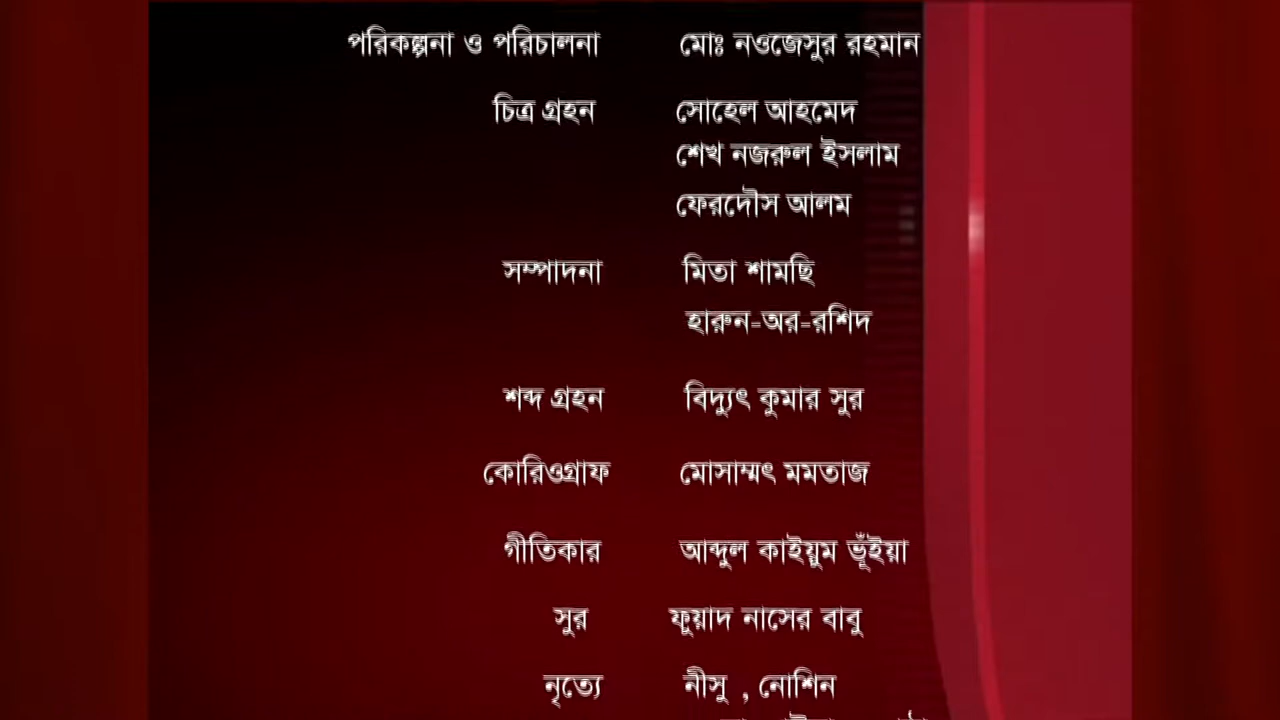 পরিকল্পনা ও পরিচালনা মোঃ নওজেসুর রহমান
চিত্র গ্রহন সোহেল আহমেদ
শেখ নজরুল ইসলাম
ফেরদৌস আলম
সম্পাদনা মিতা শামছি
হারুন-অর-রশিদ
শব্দ গ্রহন বিদ্যুৎ কুমার সুর
কোরিওগ্রাফ মোসাম্মৎ মমতাজ
গীতিকার আব্দুল কাইয়ুম ভূঁইয়া
সুর ফূয়াদ নাসের বাবু
নৃত্যে নীসু , নোশিন